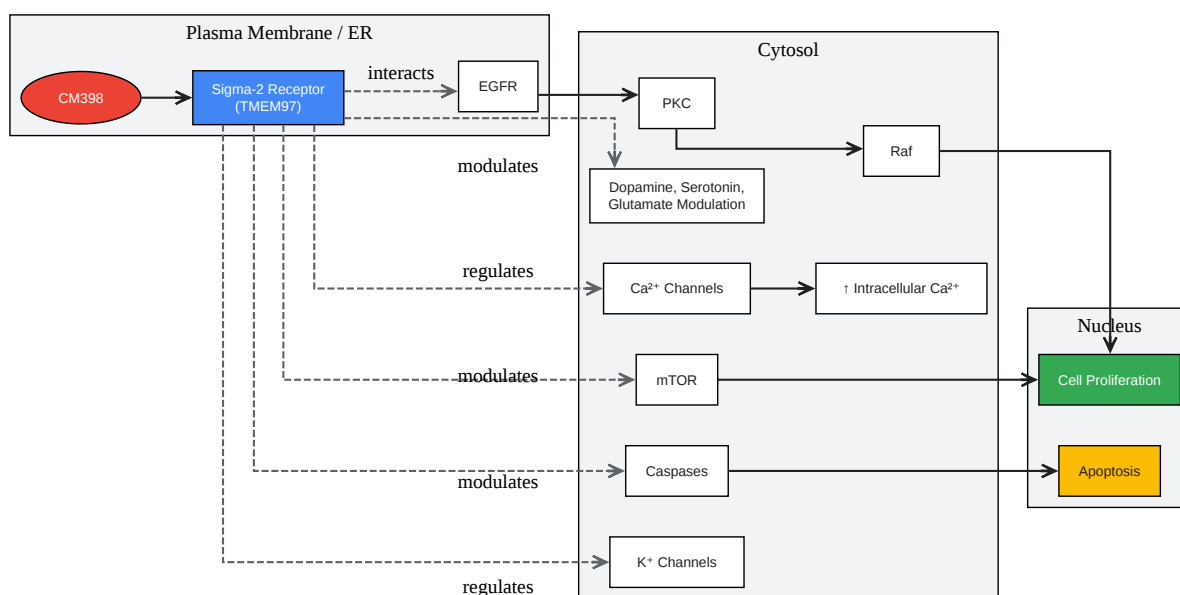 Plasma Membrane / ER
Cytosol
interacts
CM398
Sigma-2 Receptor
(TMEM97)
EGFR
PKC
Raf
modulates
Dopamine, Serotonin,
Glutamate Modulation
regulates
Ca²⁺ Channels
↑ Intracellular Ca²⁺
Nucleus
modulates
mTOR
Cell Proliferation
modulates
Caspases
Apoptosis
K⁺ Channels
regulates